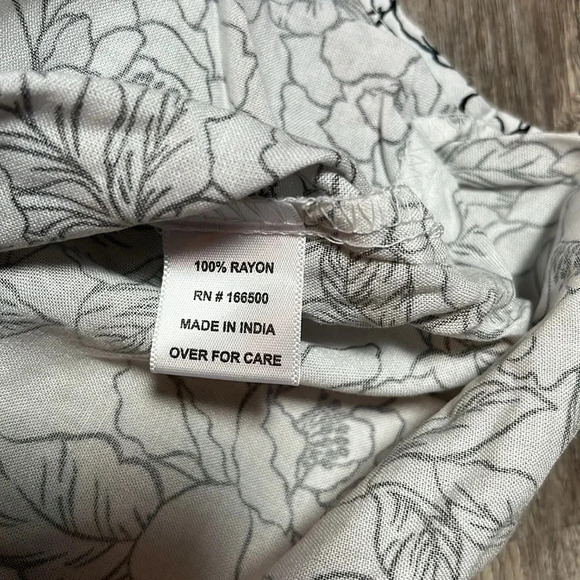 100% RAYON
RN # 166500
MADE IN INDIA
OVER FOR CARE